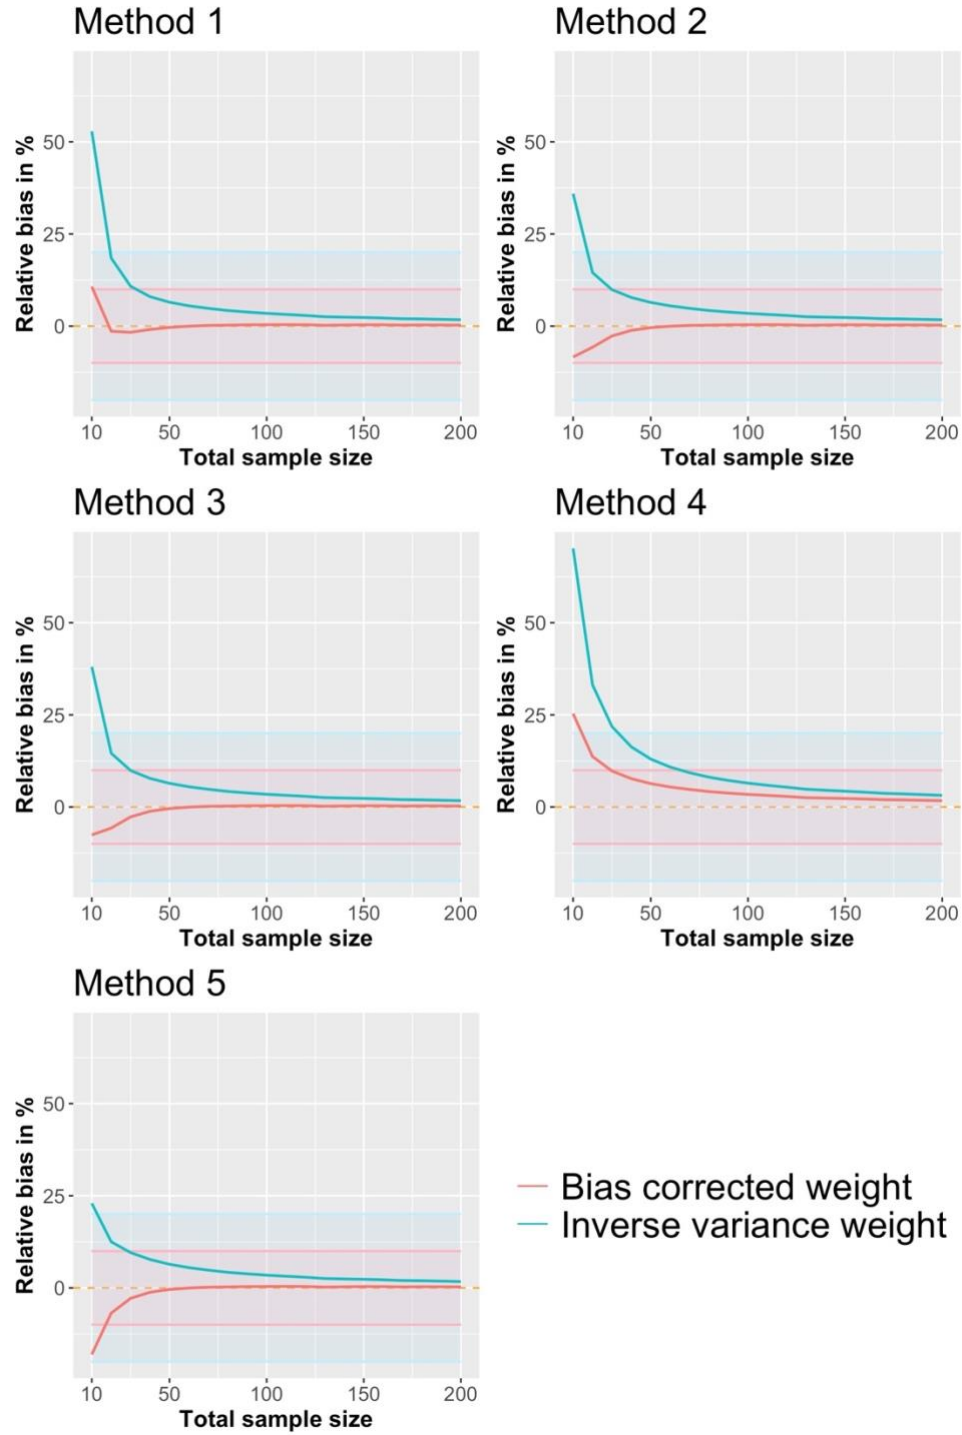 Method 1
Relative bias in %
50
25
0
10 50 100 150 200
Total sample size
Method 2
Relative bias in %
50
25
0
10 50 100 150 200
Total sample size
Method 3
Relative bias in %
50
25
0
10 50 100 150 200
Total sample size
Method 4
Relative bias in %
50
25
0
10 50 100 150 200
Total sample size
Method 5
Relative bias in %
50
25
0
10 50 100 150 200
Total sample size
Bias corrected weight
Inverse variance weight